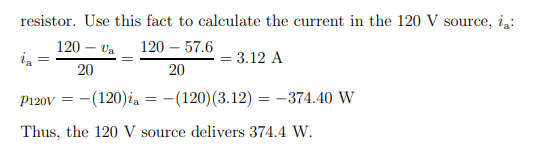 resistor. Use this fact to calculate the current in the 120 V source, iₐ:
iₐ = (120 − vₐ)/20 = (120 − 57.6)/20 = 3.12 A
p₁₂₀V = −(120)iₐ = −(120)(3.12) = −374.40 W
Thus, the 120 V source delivers 374.4 W.